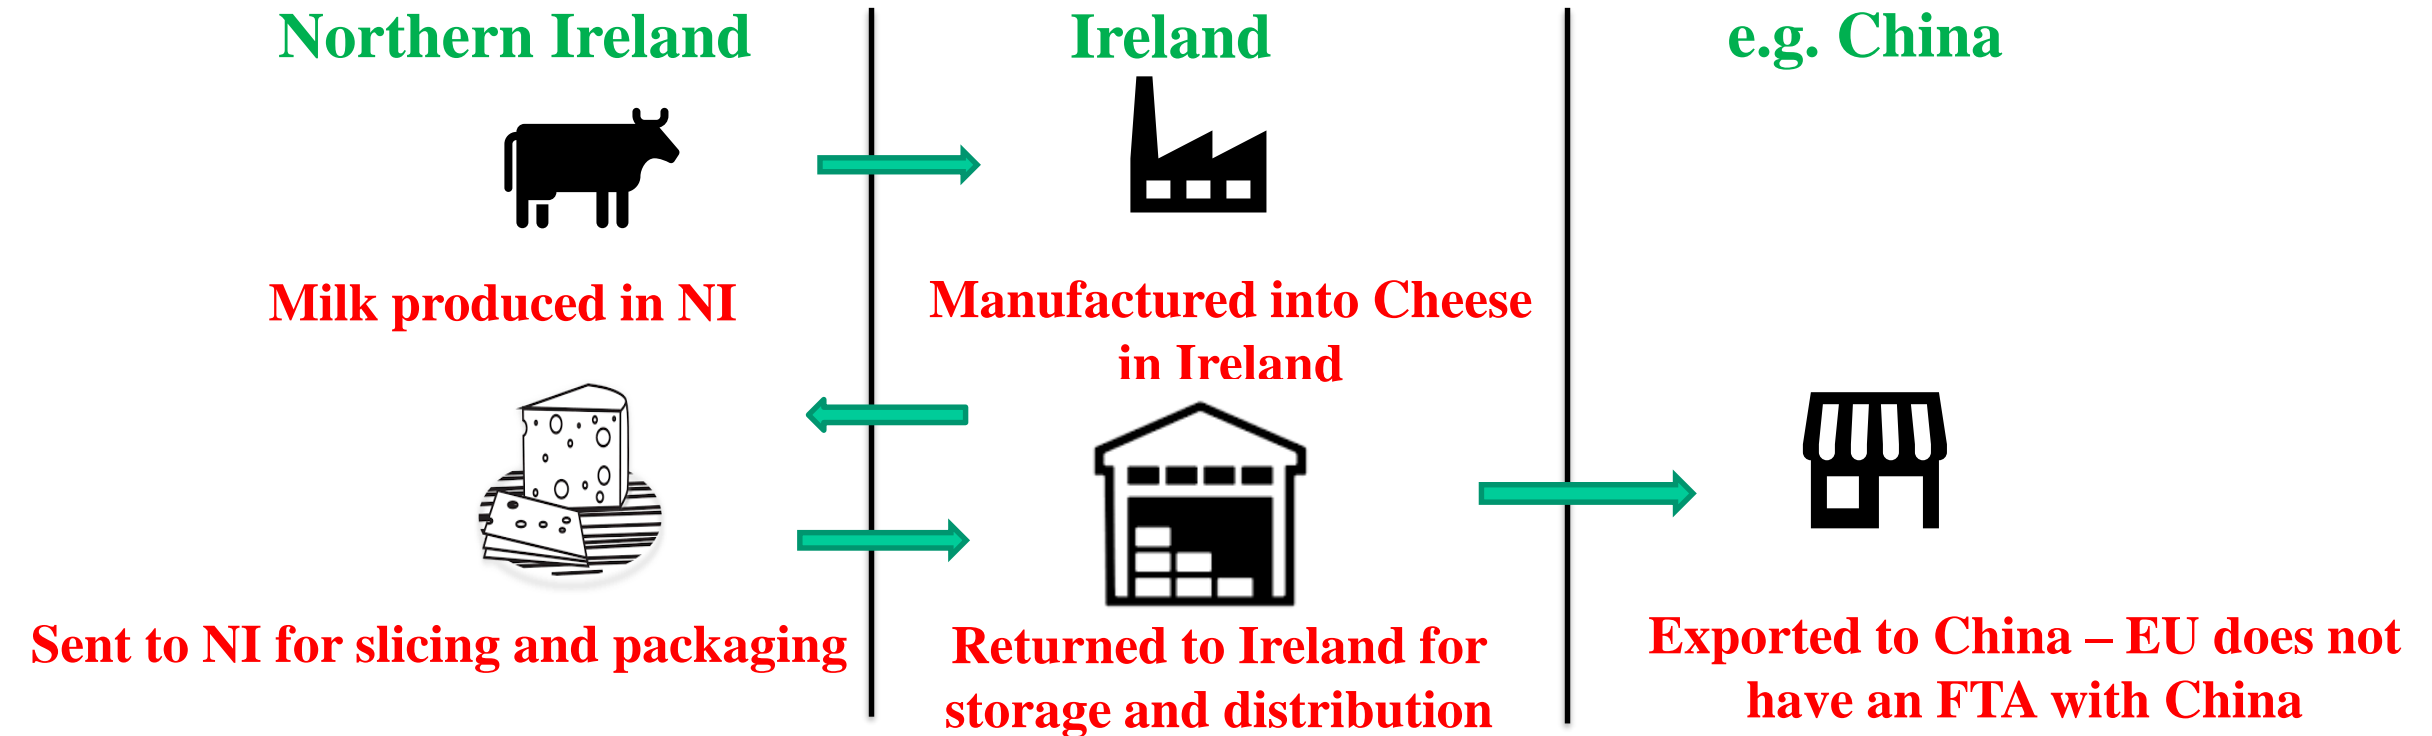 Northern Ireland
Ireland
e.g. China
Milk produced in NI
Manufactured into Cheese
in Ireland
Sent to NI for slicing and packaging
Returned to Ireland for
storage and distribution
Exported to China – EU does not
have an FTA with China